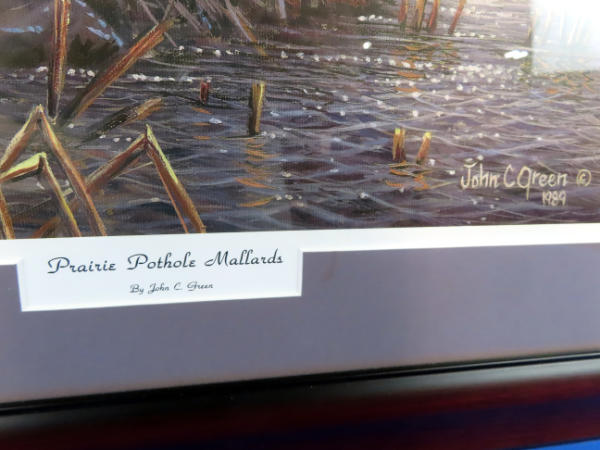 John C Green ©
1989
Prairie Pothole Mallards
By John C. Green